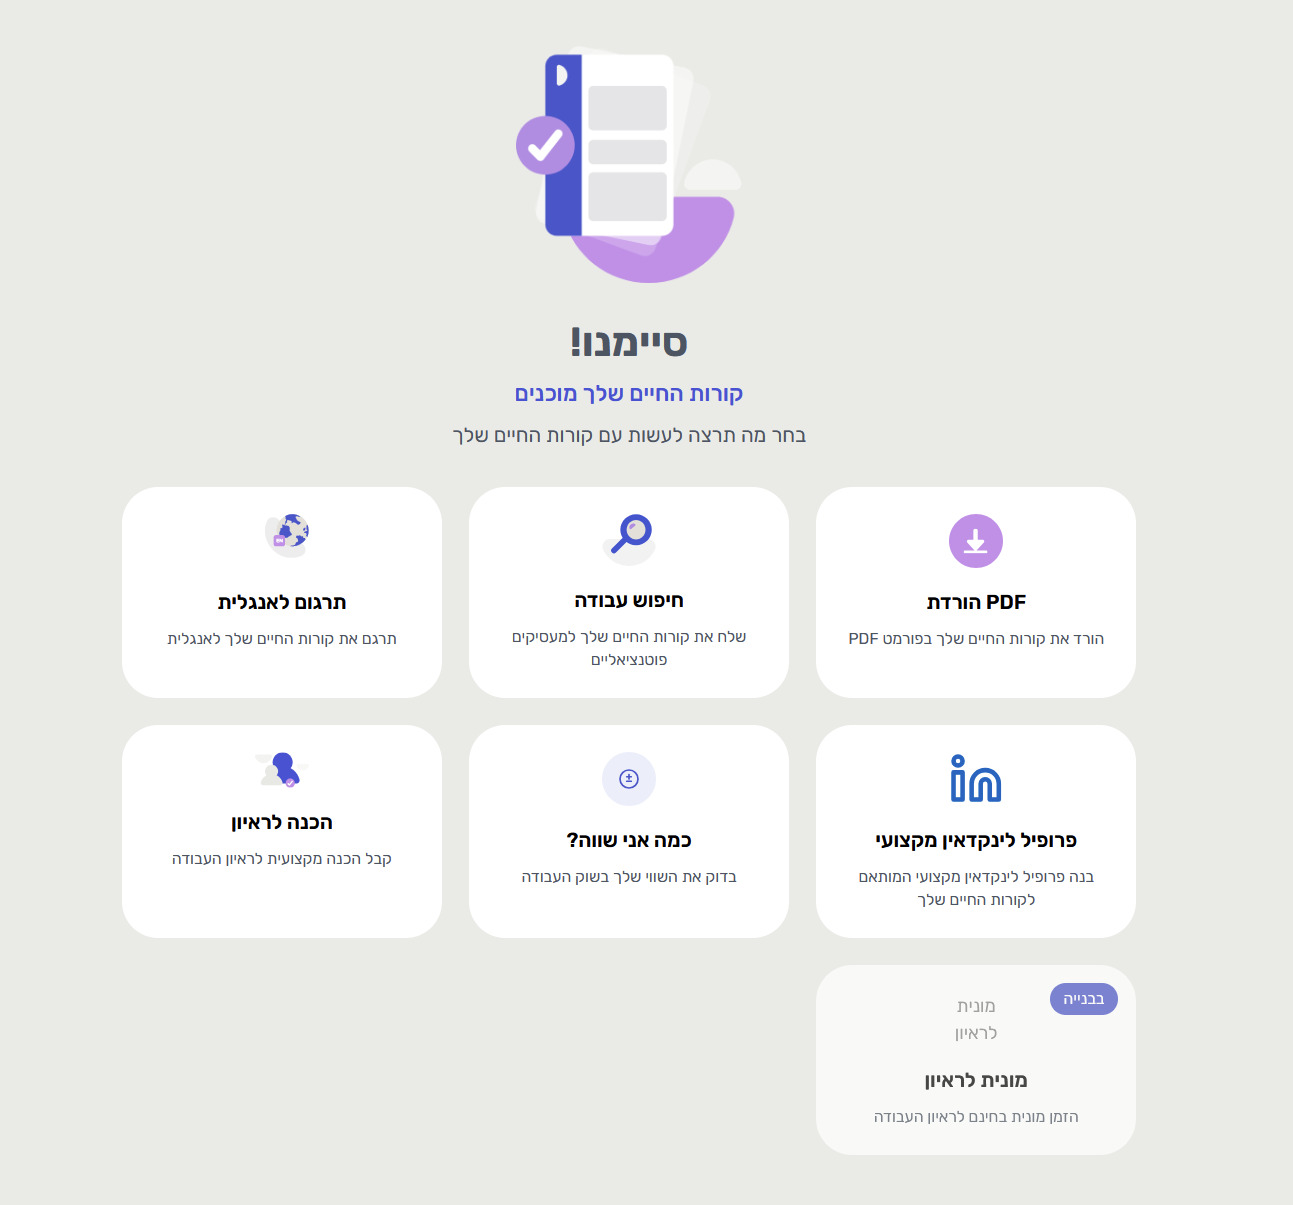 סיימנו!
קורות החיים שלך מוכנים
בחר מה תרצה לעשות עם קורות החיים שלך
PDF הורדת
הורד את קורות החיים שלך בפורמט PDF
חיפוש עבודה
שלח את קורות החיים שלך למעסיקים
פוטנציאליים
תרגום לאנגלית
תרגם את קורות החיים שלך לאנגלית
in
פרופיל לינקדאין מקצועי
בנה פרופיל לינקדאין מקצועי המותאם
לקורות החיים שלך
כמה אני שווה?
בדוק את השווי שלך בשוק העבודה
הכנה לראיון
קבל הכנה מקצועית לראיון העבודה
בבנייה
מונית
לראיון
מונית לראיון
הזמן מונית בחינם לראיון העבודה